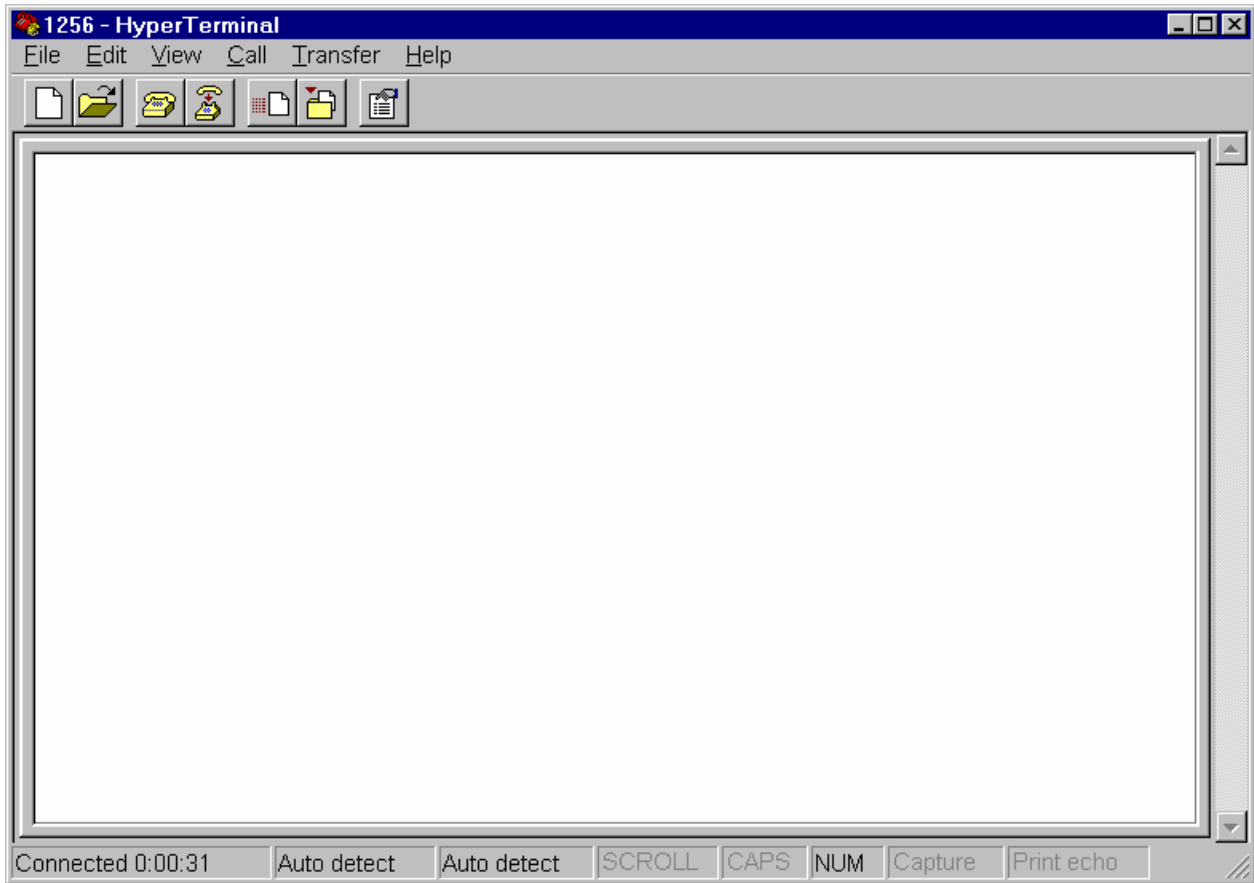 1256 - HyperTerminal
File Edit View Call Transfer Help
Connected 0:00:31 Auto detect Auto detect SCROLL CAPS NUM Capture Print echo